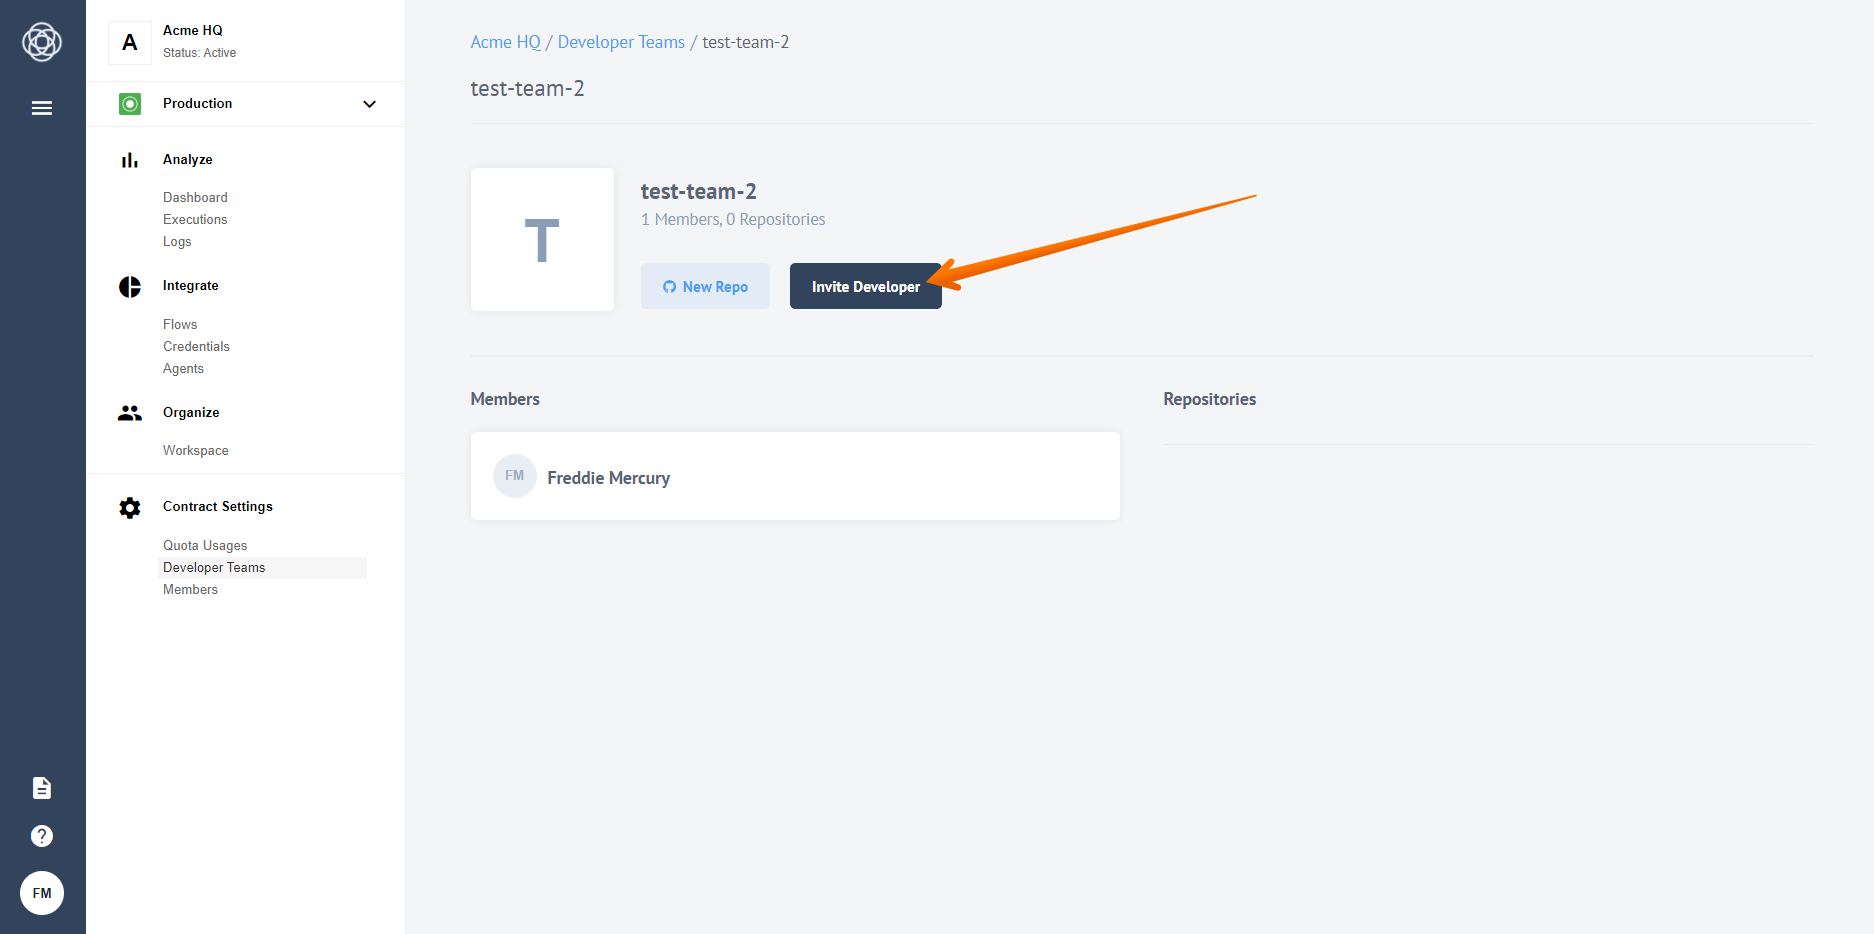 A
Acme HQ
Status: Active
Production
Analyze
Dashboard
Executions
Logs
Integrate
Flows
Credentials
Agents
Organize
Workspace
Contract Settings
Quota Usages
Developer Teams
Members
?
FM
Acme HQ / Developer Teams / test-team-2
test-team-2
T
test-team-2
1 Members, 0 Repositories
New Repo
Invite Developer
Members
FM
Freddie Mercury
Repositories